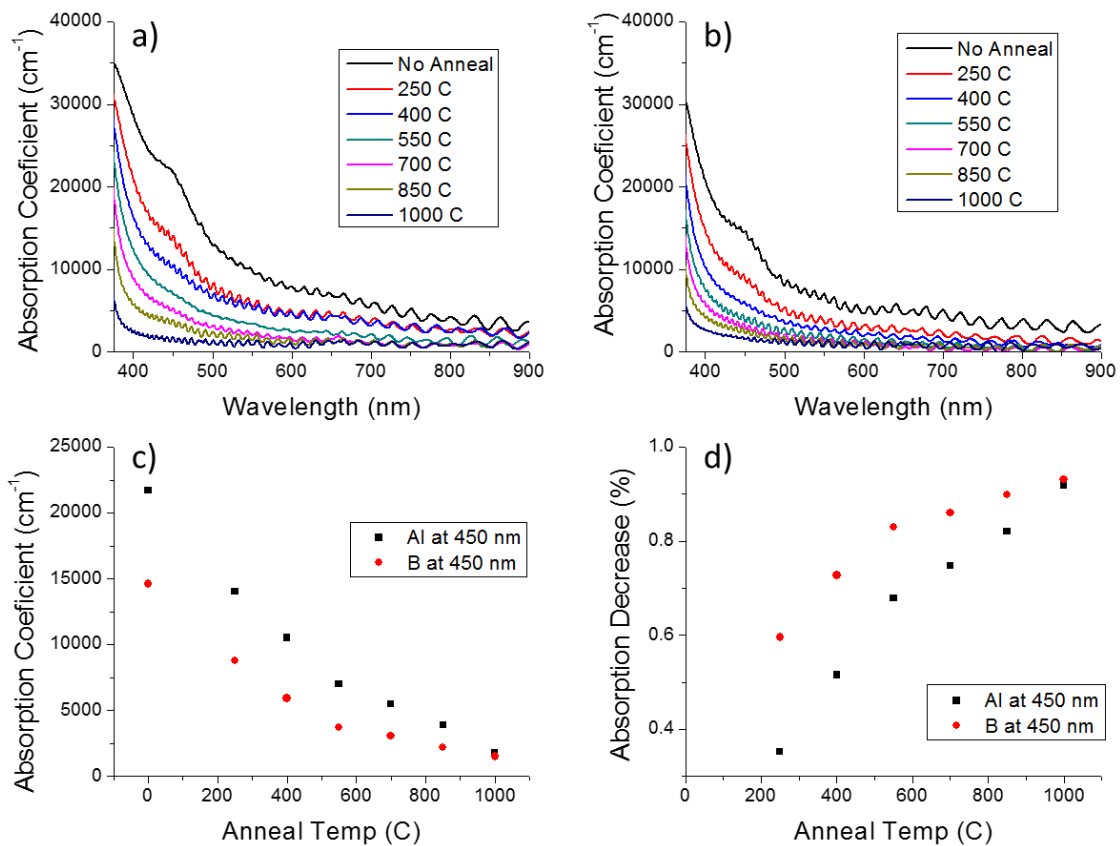 a)
40000
30000
20000
10000
0
Absorption Coeficient (cm⁻¹)
No Anneal
250 C
400 C
550 C
700 C
850 C
1000 C
400 500 600 700 800 900
Wavelength (nm)
b)
40000
30000
20000
10000
0
Absorption Coeficient (cm⁻¹)
No Anneal
250 C
400 C
550 C
700 C
850 C
1000 C
400 500 600 700 800 900
Wavelength (nm)
c)
25000
20000
15000
10000
5000
0
Absorption Coeficient (cm⁻¹)
Al at 450 nm
B at 450 nm
0 200 400 600 800 1000
Anneal Temp (C)
d)
1.0
0.8
0.6
0.4
Absorption Decrease (%)
Al at 450 nm
B at 450 nm
0 200 400 600 800 1000
Anneal Temp (C)